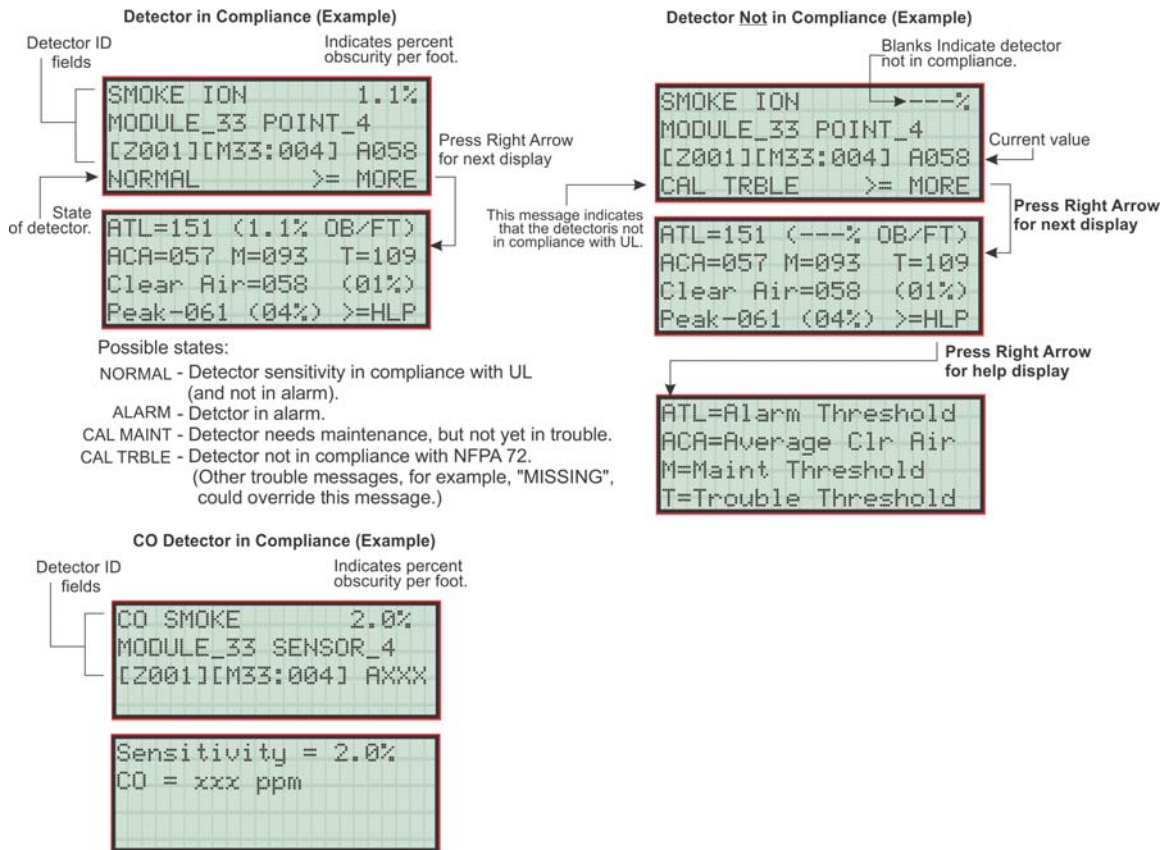 Detector in Compliance (Example)
Detector ID
fields
Indicates percent
obscurity per foot.
SMOKE ION 1.1%
MODULE_33 POINT_4
[Z001][M33:004] A058
NORMAL >= MORE
Press Right Arrow
for next display
State
of detector.
ATL=151 (1.1% OB/FT)
ACA=057 M=093 T=109
Clear Air=058 (01%)
Peak-061 (04%) >=HLP
Possible states:
NORMAL - Detector sensitivity in compliance with UL
(and not in alarm).
ALARM - Detctor in alarm.
CAL MAINT - Detector needs maintenance, but not yet in trouble.
CAL TRBLE - Detector not in compliance with NFPA 72.
(Other trouble messages, for example, "MISSING",
could override this message.)
Detector Not in Compliance (Example)
Blanks Indicate detector
not in compliance.
SMOKE ION ---%
MODULE_33 POINT_4
[Z001][M33:004] A058
CAL TRBLE >= MORE
Current value
This message indicates
that the detectoris not
in compliance with UL.
Press Right Arrow
for next display
ATL=151 (---% OB/FT)
ACA=057 M=093 T=109
Clear Air=058 (01%)
Peak-061 (04%) >=HLP
Press Right Arrow
for help display
ATL=Alarm Threshold
ACA=Average Clr Air
M=Maint Threshold
T=Trouble Threshold
CO Detector in Compliance (Example)
Detector ID
fields
Indicates percent
obscurity per foot.
CO SMOKE 2.0%
MODULE_33 SENSOR_4
[Z001][M33:004] AXXX
Sensitivity = 2.0%
CO = xxx ppm